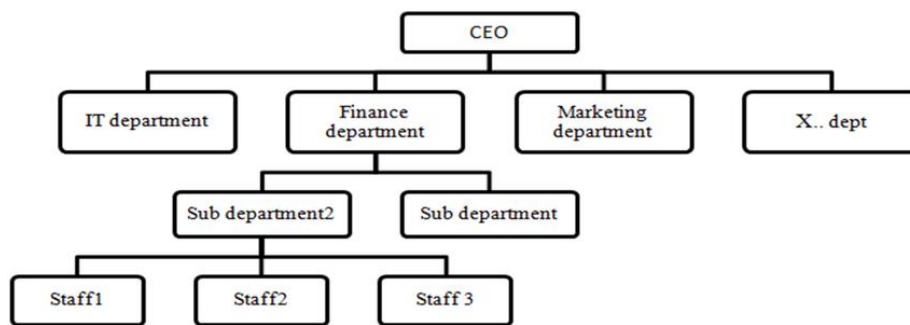 CEO
IT department
Finance
department
Marketing
department
X.. dept
Sub department2
Sub department
Staff1
Staff2
Staff 3